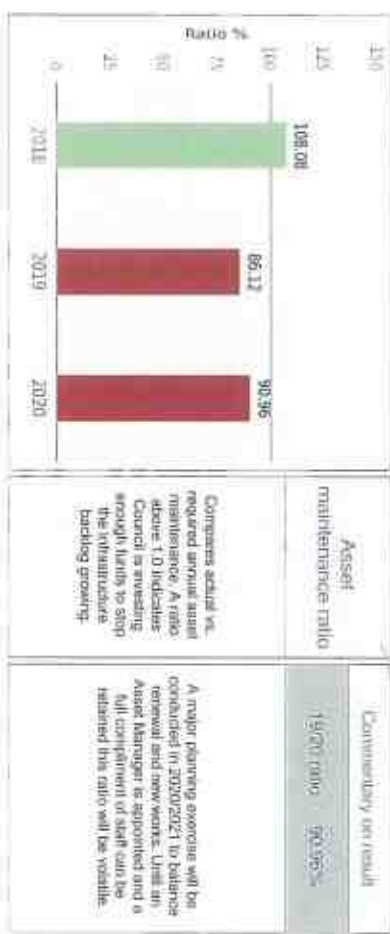 Ratio %
150
125
100
75
50
25
0
108.08
86.12
90.96
2018
2019
2020
Asset
maintenance ratio
Compares actual vs.
required annual asset
maintenance. A ratio
above 1.0 indicates
Council is investing
enough funds to stop
the infrastructure
backlog growing.
Commentary on result
19/20 ratio 90.96%
A major planning exercise will be
conducted in 2020/2021 to balance
renewal and new works. Until an
Asset Manager is appointed and a
full compliment of staff can be
retained this ratio will be volatile